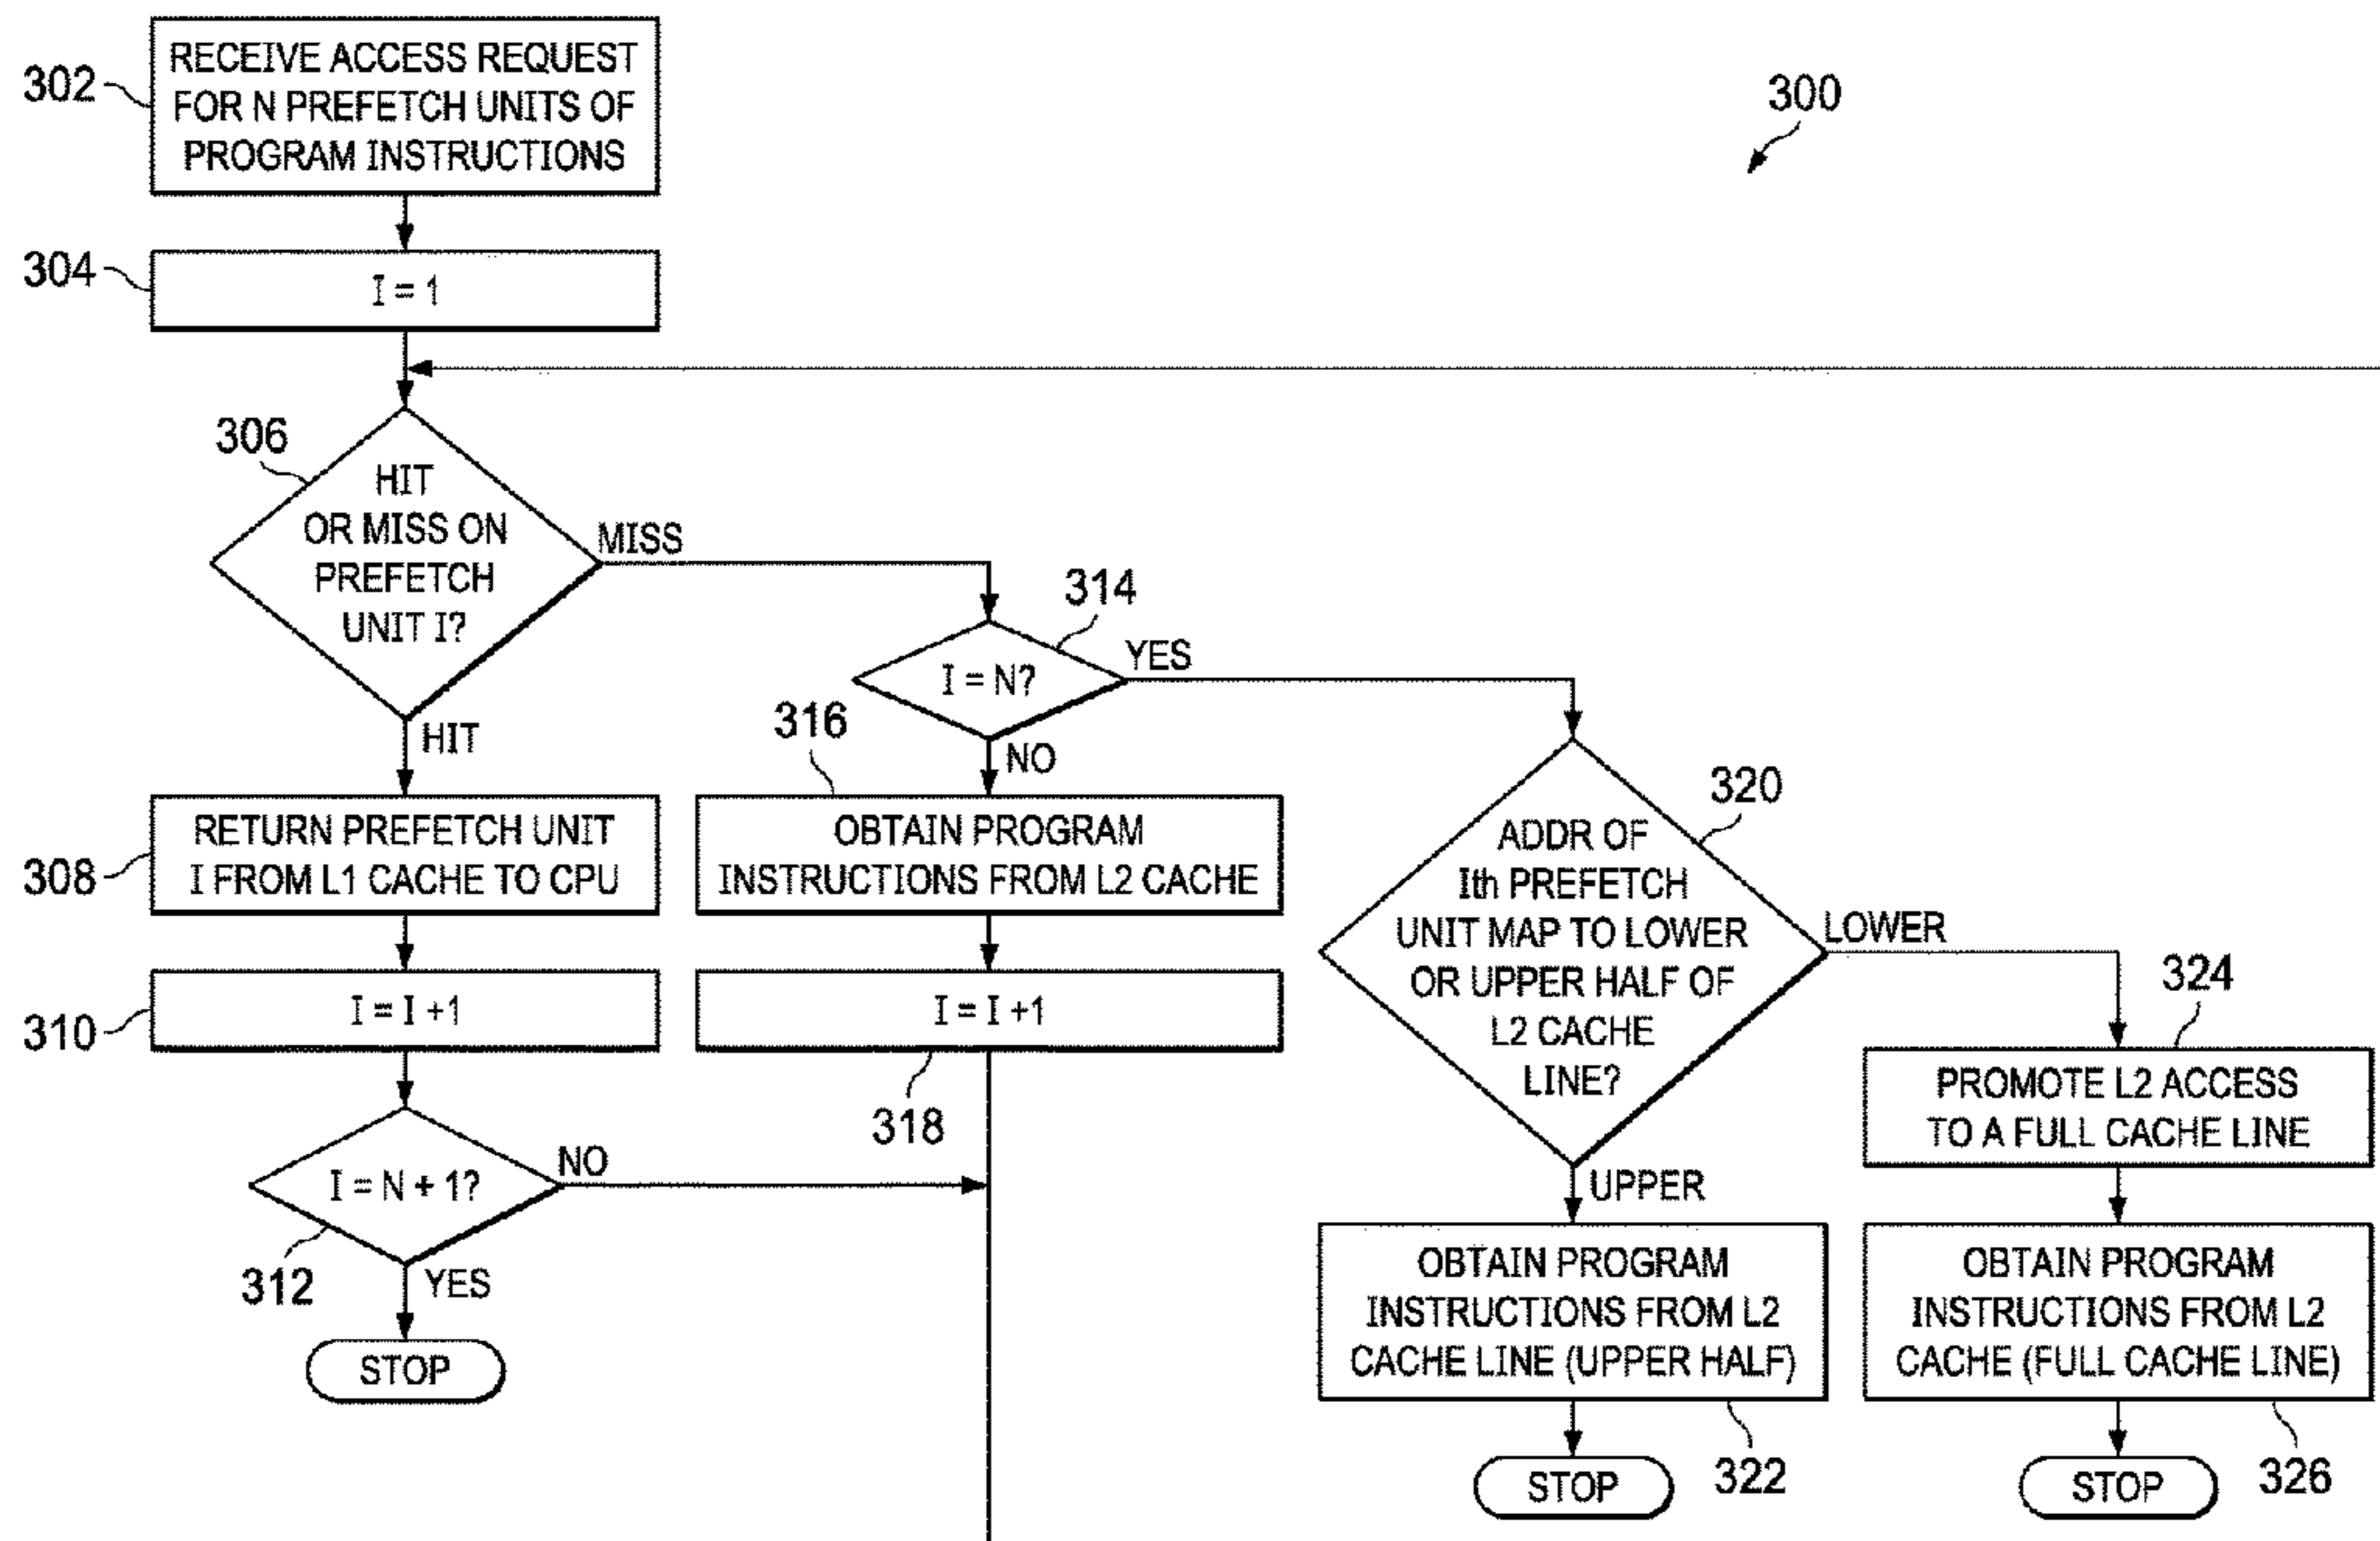 302
RECEIVE ACCESS REQUEST
FOR N PREFETCH UNITS OF
PROGRAM INSTRUCTIONS
300
304
I = 1
306
HIT
OR MISS ON
PREFETCH
UNIT I?
MISS
HIT
314
I = N?
YES
NO
308
RETURN PREFETCH UNIT
I FROM L1 CACHE TO CPU
316
OBTAIN PROGRAM
INSTRUCTIONS FROM L2 CACHE
310
I = I +1
I = I +1
318
I = N + 1?
NO
312
YES
STOP
320
ADDR OF
Ith PREFETCH
UNIT MAP TO LOWER
OR UPPER HALF OF
L2 CACHE
LINE?
LOWER
UPPER
324
PROMOTE L2 ACCESS
TO A FULL CACHE LINE
OBTAIN PROGRAM
INSTRUCTIONS FROM L2
CACHE LINE (UPPER HALF)
322
STOP
OBTAIN PROGRAM
INSTRUCTIONS FROM L2
CACHE (FULL CACHE LINE)
326
STOP